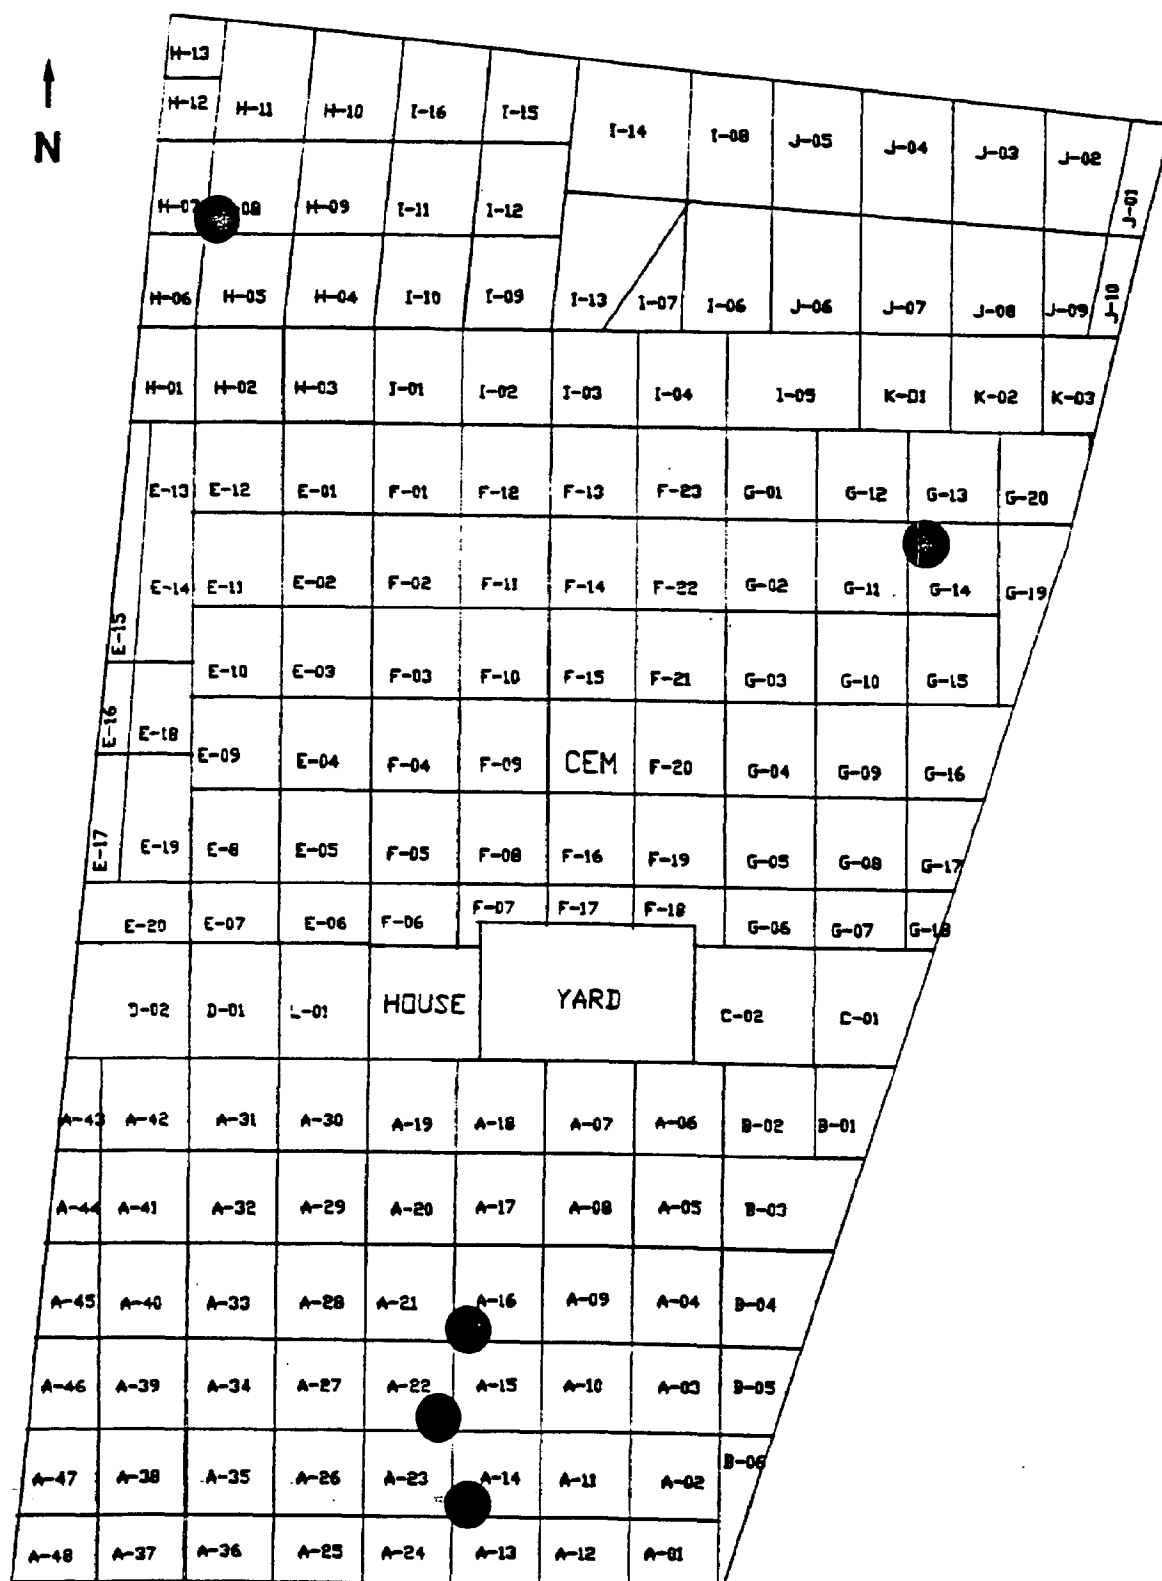 H-13
N
H-12 H-11 H-10 I-16 I-15 I-14 I-08 J-05 J-04 J-03 J-02
J-01
H-07 08 H-09 I-11 I-12
H-06 H-05 H-04 I-10 I-09 I-13 I-07 I-06 J-06 J-07 J-08 J-09 J-10
H-01 H-02 H-03 I-01 I-02 I-03 I-04 I-05 K-01 K-02 K-03
E-13 E-12 E-01 F-01 F-12 F-13 F-23 G-01 G-12 G-13 G-20
E-14 E-11 E-02 F-02 F-11 F-14 F-22 G-02 G-11 G-14 G-19
E-15
E-10 E-03 F-03 F-10 F-15 F-21 G-03 G-10 G-15
E-16 E-18 E-09 E-04 F-04 F-09 CEM F-20 G-04 G-09 G-16
E-17 E-19 E-8 E-05 F-05 F-08 F-16 F-19 G-05 G-08 G-17
E-20 E-07 E-06 F-06 F-07 F-17 F-18 G-06 G-07 G-18
D-02 D-01 L-01 HOUSE YARD C-02 C-01
A-43 A-42 A-31 A-30 A-19 A-18 A-07 A-06 B-02 B-01
A-44 A-41 A-32 A-29 A-20 A-17 A-08 A-05 B-03
A-45 A-40 A-33 A-28 A-21 A-16 A-09 A-04 B-04
A-46 A-39 A-34 A-27 A-22 A-15 A-10 A-03 B-05
A-47 A-38 A-35 A-26 A-23 A-14 A-11 A-02 B-06
A-48 A-37 A-36 A-25 A-24 A-13 A-12 A-01